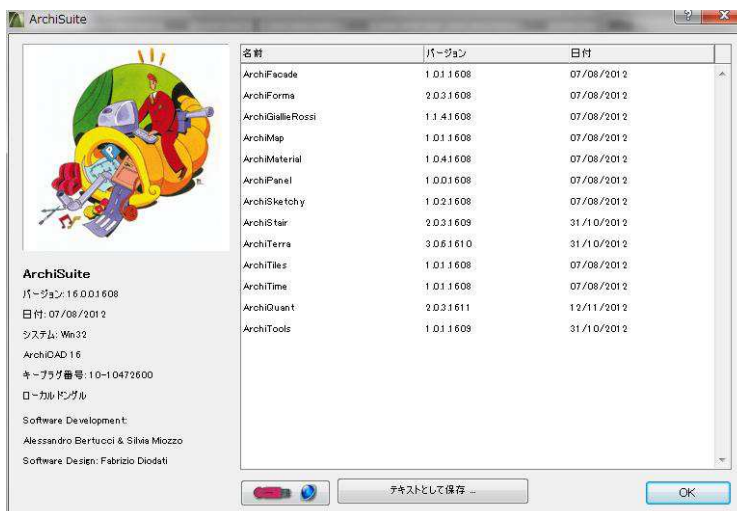 ArchiSuite
名前 バージョン 日付
ArchiFacade 1.0.1.1608 07/08/2012
ArchiForma 2.0.3.1608 07/08/2012
ArchiGiallieRossi 1.1.4.1608 07/08/2012
ArchiMap 1.0.1.1608 07/08/2012
ArchiMaterial 1.0.4.1608 07/08/2012
ArchiPanel 1.0.0.1608 07/08/2012
ArchiSketchy 1.0.2.1608 07/08/2012
ArchiStair 2.0.3.1609 31/10/2012
ArchiTerra 3.0.6.1610 31/10/2012
ArchiTiles 1.0.1.1608 07/08/2012
ArchiTime 1.0.1.1608 07/08/2012
ArchiQuant 2.0.3.1611 12/11/2012
ArchiTools 1.0.1.1609 31/10/2012
ArchiSuite
バージョン: 16.0.0.1608
日付: 07/08/2012
システム: Win32
ArchiCAD 16
キープラグ番号: 10-10472600
ローカルドングル
Software Development:
Alessandro Bertucci & Silvia Miozzo
Software Design: Fabrizio Diodati
テキストとして保存 ...
OK